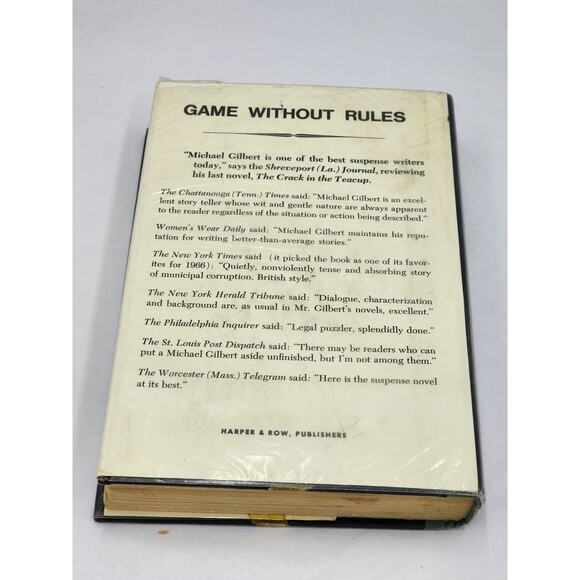 GAME WITHOUT RULES
"Michael Gilbert is one of the best suspense writers
today," says the Shreveport (La.) Journal, reviewing
his last novel, The Crack in the Teacup.
The Chattanooga (Tenn.) Times said: "Michael Gilbert is an excel-
lent story teller whose wit and gentle nature are always apparent
to the reader regardless of the situation or action being described."
Women's Wear Daily said: "Michael Gilbert maintains his repu-
tation for writing better-than-average stories."
The New York Times said (it picked the book as one of its favor-
ites for 1966): "Quietly, nonviolently tense and absorbing story
of municipal corruption, British style."
The New York Herald Tribune said: "Dialogue, characterization
and background are, as usual in Mr. Gilbert's novels, excellent."
The Philadelphia Inquirer said: "Legal puzzler, splendidly done."
The St. Louis Post Dispatch said: "There may be readers who can
put a Michael Gilbert aside unfinished, but I'm not among them."
The Worcester (Mass.) Telegram said: "Here is the suspense novel
at its best."
HARPER & ROW, PUBLISHERS